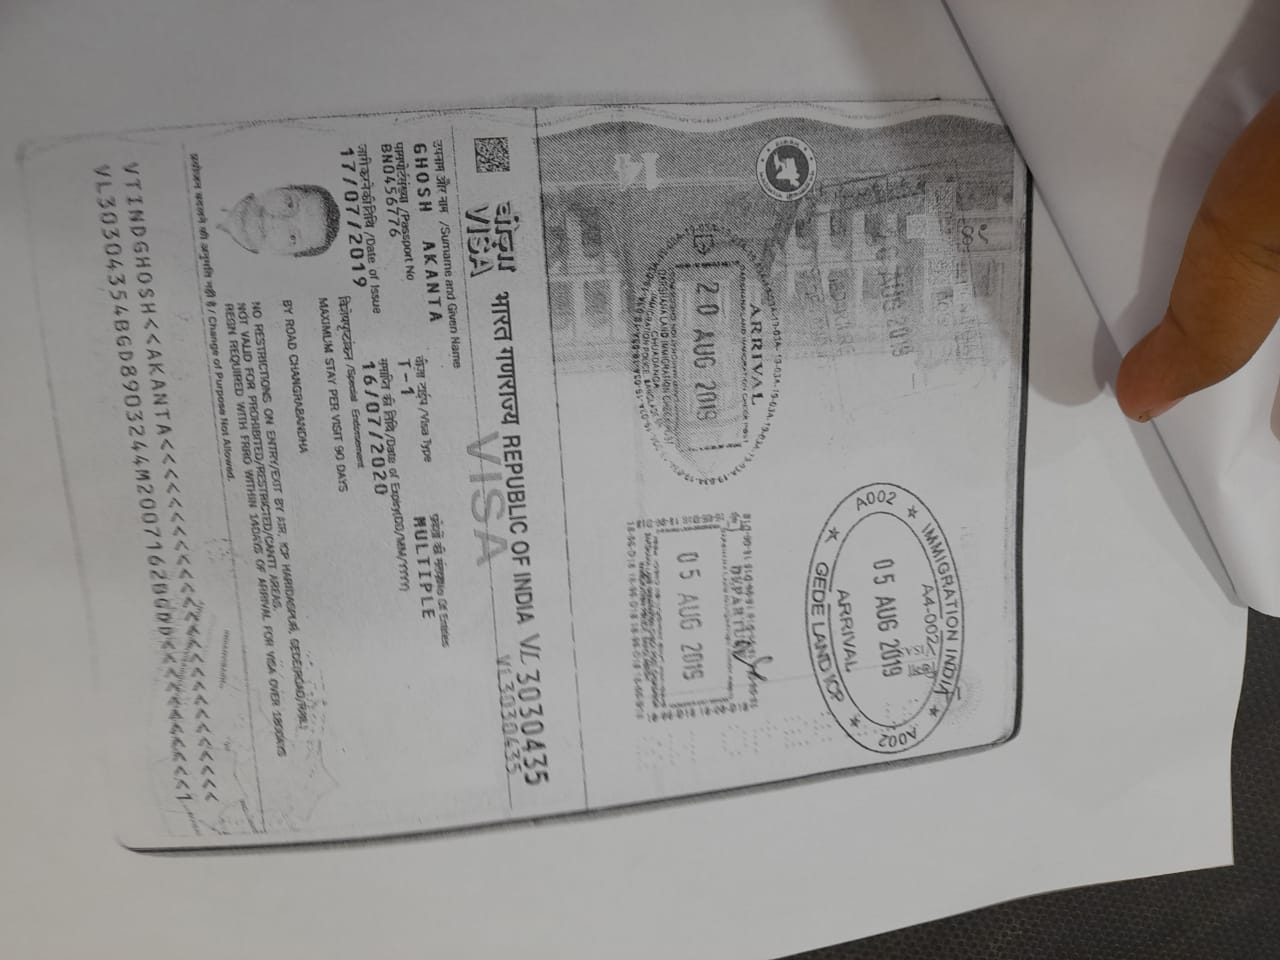 IMMIGRATION INDIA
A4-002
A002
A002
05 AUG 2019
ARRIVAL
GEDE LAND ICP
AUG 2019
ARRIVAL
DARSHANA LAND IMMIGRATION CHECK POST
20 AUG 2019
DARSHANA LAND IMMIGRATION CHECK POST
CHUADANGA
IMMIGRATION POLICE, BANGLADESH
DEPARTURE
05 AUG 2019
वीज़ा
VISA
भारत गणराज्य REPUBLIC OF INDIA VL 3030435
VISA
VL3030435
उपनाम और नाम /Surname and Given Name
GHOSH AKANTA
वीज़ा टाईप /Visa Type
T-1
प्रवेशों की संख्या/No Of Entries
MULTIPLE
पासपोर्टसंख्या /Passport No
BN0456776
समाप्ति की तिथि /Date of Expiry(DD/MM/YYYY)
16/07/2020
जारी करने की तिथि /Date of Issue
17/07/2019
विशेषपृष्टांकन /Special Endorsement
MAXIMUM STAY PER VISIT 90 DAYS
BY ROAD CHANGRABANDHA
NO RESTRICTIONS ON ENTRY/EXIT BY AIR, ICP HARIDASPUR, GEDE(ROAD/RAIL)
NOT VALID FOR PROHIBITED/RESTRICTED/CANTT AREAS.
REGN REQUIRED WITH FRRO WITHIN 14DAYS OF ARRIVAL FOR VISA OVER 180DAYS
प्रयोजन बदलने की अनुमति नहीं है / Change of Purpose Not Allowed.
VTINDGHOSH<<AKANTA<<<<<<<<<<<<<<<<<<<<<<<<<<
VL30304354BGD8903244M2007162BGDD<<<<<<<<<<<1